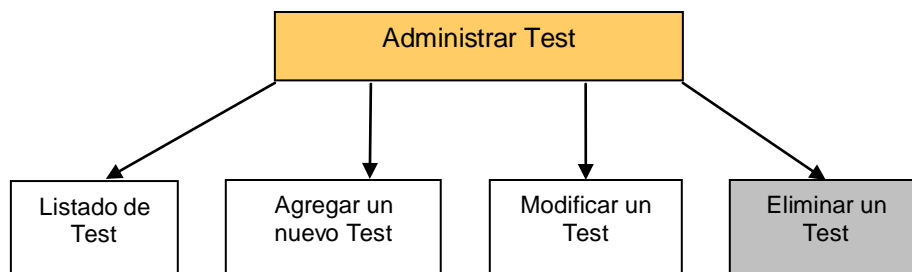 Administrar Test
Listado de
Test
Agregar un
nuevo Test
Modificar un
Test
Eliminar un
Test